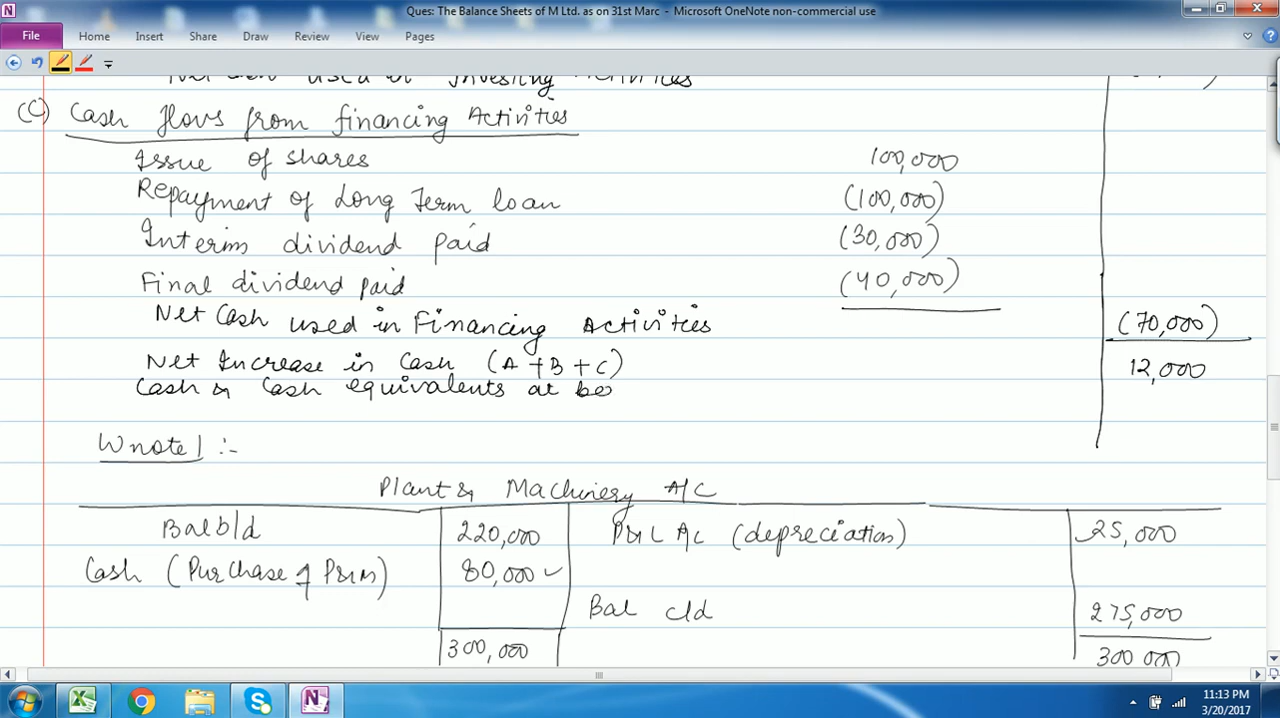 Ques: The Balance Sheets of M Ltd. as on 31st Marc - Microsoft OneNote non-commercial use
File Home Insert Share Draw Review View Pages
used in Investing Activities
(C) Cash flows from financing Activities
Issue of shares 100,000
Repayment of Long Term loan (100,000)
Interim dividend paid (30,000)
Final dividend paid (40,000)
Net Cash used in Financing Activities (70,000)
Net Increase in Cash (A+B+C) 12,000
Cash & Cash equivalents at be
W note 1 :-
Plant & Machinery A/C
Bal b/d 220,000 P&L A/C (depreciation) 25,000
Cash (Purchase of P&M) 80,000
Bal c/d 275,000
300,000 300,000
11:13 PM
3/20/2017